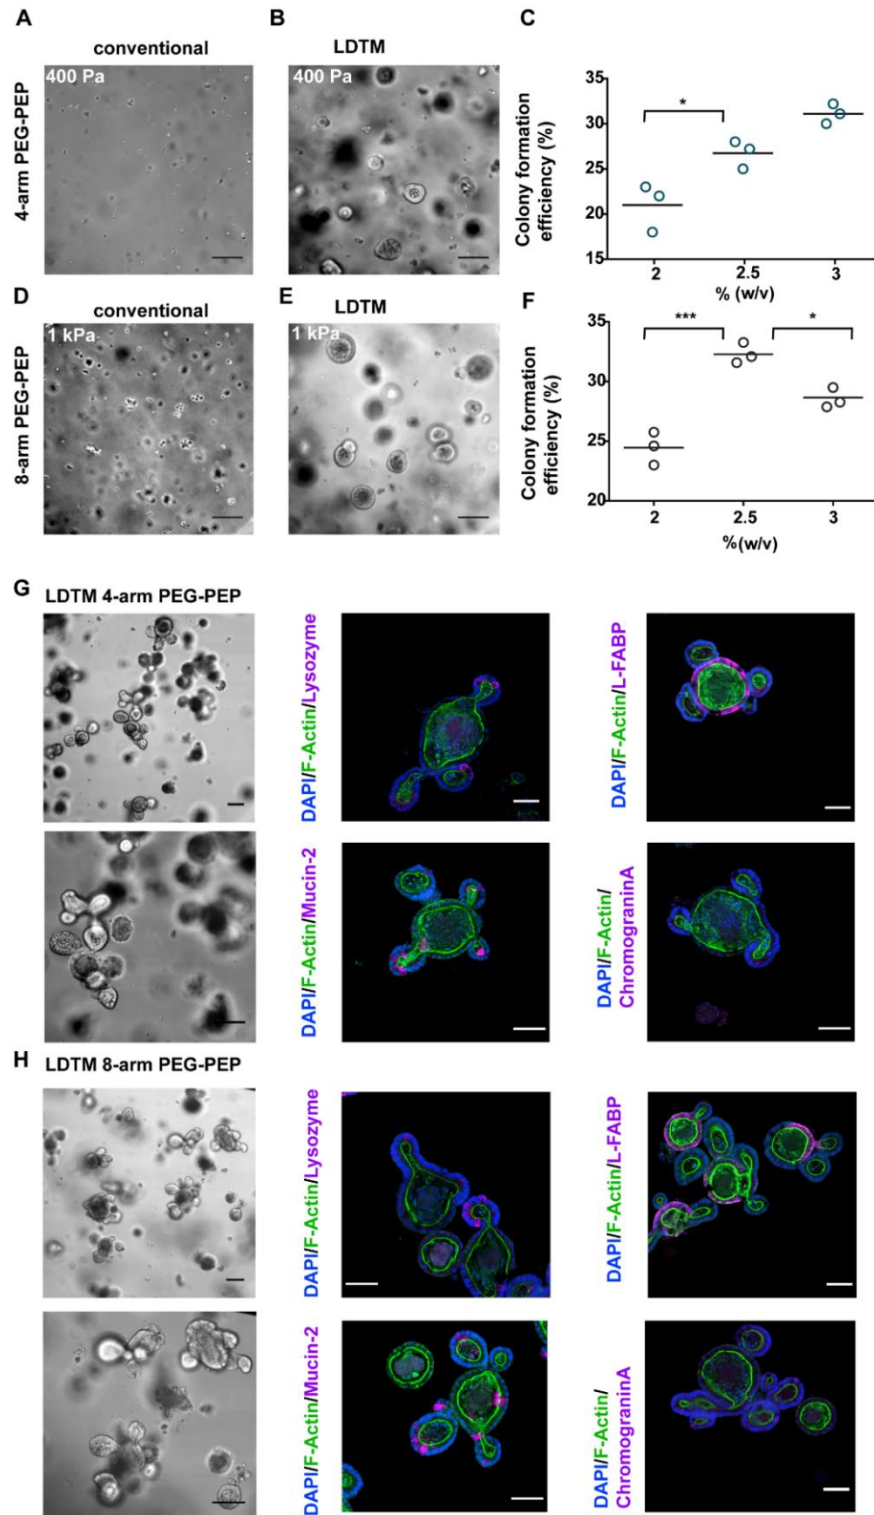 A
conventional
400 Pa
4-arm PEG-PEP
B
LDTM
400 Pa
C
Colony formation
efficiency (%)
35
30
25
20
15
*
2
2.5
3
% (w/v)
D
conventional
1 kPa
8-arm PEG-PEP
E
LDTM
1 kPa
F
Colony formation
efficiency (%)
35
30
25
20
***
*
2
2.5
3
%(w/v)
G
LDTM 4-arm PEG-PEP
DAPI/F-Actin/Lysozyme
DAPI/F-Actin/L-FABP
DAPI/F-Actin/Mucin-2
DAPI/F-Actin/
ChromograninA
H
LDTM 8-arm PEG-PEP
DAPI/F-Actin/Lysozyme
DAPI/F-Actin/L-FABP
DAPI/F-Actin/Mucin-2
DAPI/F-Actin/
ChromograninA